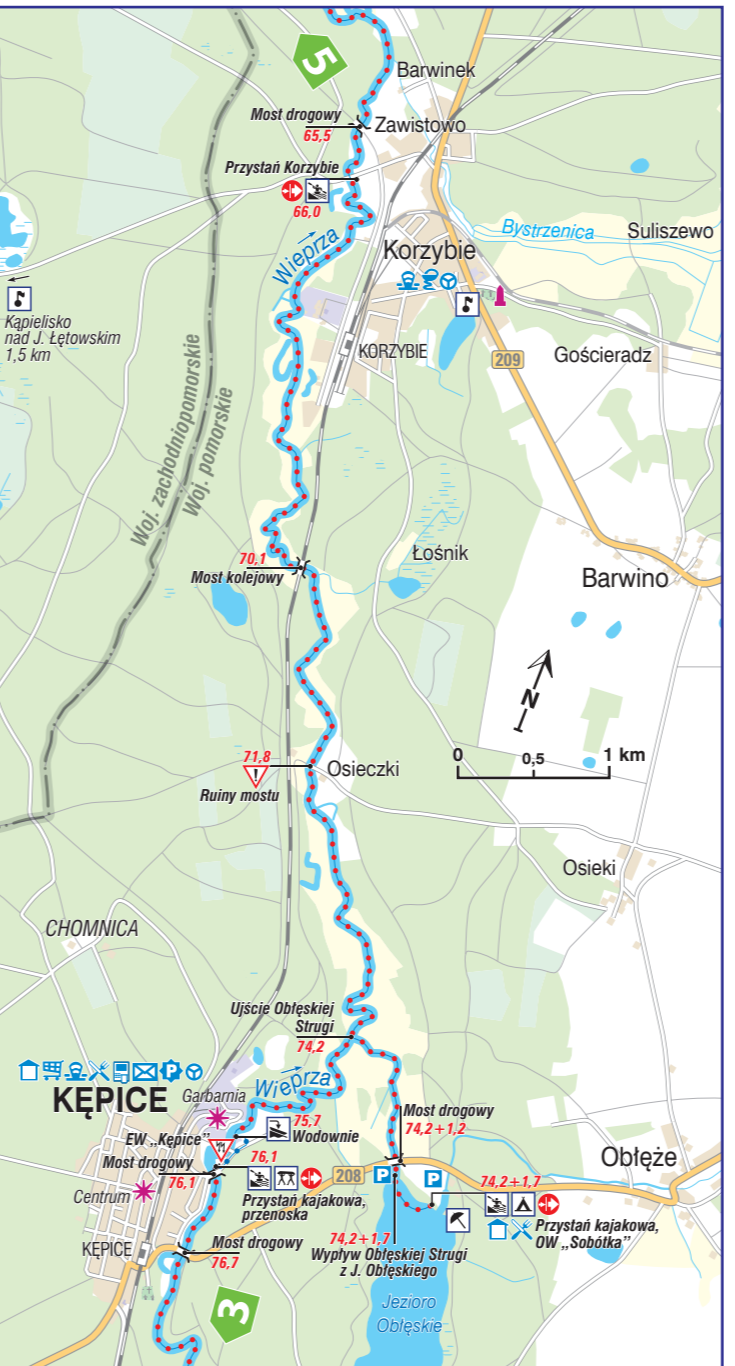 5
Barwinek
Most drogowy
65,5
Zawistowo
Przystań Korzybie
66,0
Bystrzenica
Suliszewo
Wieprza
Korzybie
Kąpielisko
nad J. Łętowskim
1,5 km
KORZYBIE
209
Gościeradz
Woj. zachodniopomorskie
Woj. pomorskie
70,1
Most kolejowy
Łośnik
Barwino
N
0 0,5 1 km
71,8
!
Ruiny mostu
Osieczki
Osieki
CHOMNICA
Ujście Obłęskiej
Strugi
74,2
P
KĘPICE
Garbarnia
Wieprza
75,7
Wodownie
EW „Kępice”
Most drogowy
76,1
76,1
Przystań kajakowa,
przenoska
Centrum
KĘPICE
Most drogowy
76,7
208
Most drogowy
74,2+1,2
P
P
Obłęże
74,2+1,7
Przystań kajakowa,
OW „Sobótka”
74,2+1,7
Wypływ Obłęskiej Strugi
z J. Obłęskiego
Jezioro
Obłęskie
3